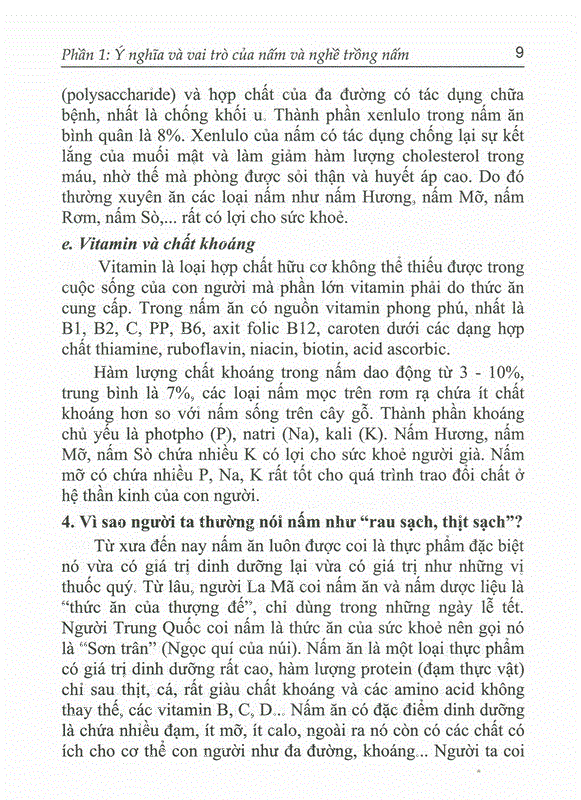 Phần 1: Ý nghĩa và vai trò của nấm và nghề trồng nấm 9
(polysaccharide) và hợp chất của đa đường có tác dụng chữa
bệnh, nhất là chống khối u. Thành phần xenlulo trong nấm ăn
bình quân là 8%. Xenlulo của nấm có tác dụng chống lại sự kết
lắng của muối mật và làm giảm hàm lượng cholesterol trong
máu, nhờ thế mà phòng được sỏi thận và huyết áp cao. Do đó
thường xuyên ăn các loại nấm như nấm Hương, nấm Mỡ, nấm
Rơm, nấm Sò,... rất có lợi cho sức khoẻ.
e. Vitamin và chất khoáng
Vitamin là loại hợp chất hữu cơ không thể thiếu được trong
cuộc sống của con người mà phần lớn vitamin phải do thức ăn
cung cấp. Trong nấm ăn có nguồn vitamin phong phú, nhất là
B1, B2, C, PP, B6, axit folic B12, caroten dưới các dạng hợp
chất thiamine, ruboflavin, niacin, biotin, acid ascorbic.
Hàm lượng chất khoáng trong nấm dao động từ 3 - 10%,
trung bình là 7%, các loại nấm mọc trên rơm rạ chứa ít chất
khoáng hơn so với nấm sống trên cây gỗ. Thành phần khoáng
chủ yếu là photpho (P), natri (Na), kali (K). Nấm Hương, nấm
Mỡ, nấm Sò chứa nhiều K có lợi cho sức khoẻ người già. Nấm
mỡ có chứa nhiều P, Na, K rất tốt cho quá trình trao đổi chất ở
hệ thần kinh của con người.
4. Vì sao người ta thường nói nấm như “rau sạch, thịt sạch”?
Từ xưa đến nay nấm ăn luôn được coi là thực phẩm đặc biệt
nó vừa có giá trị dinh dưỡng lại vừa có giá trị như những vị
thuốc quý. Từ lâu, người La Mã coi nấm ăn và nấm dược liệu là
“thức ăn của thượng đế”, chỉ dùng trong những ngày lễ tết.
Người Trung Quốc coi nấm là thức ăn của sức khoẻ nên gọi nó
là “Sơn trân” (Ngọc quí của núi). Nấm ăn là một loại thực phẩm
có giá trị dinh dưỡng rất cao, hàm lượng protein (đạm thực vật)
chỉ sau thịt, cá, rất giàu chất khoáng và các amino acid không
thay thế, các vitamin B, C, D... Nấm ăn có đặc điểm dinh dưỡng
là chứa nhiều đạm, ít mỡ, ít calo, ngoài ra nó còn có các chất có
ích cho cơ thể con người như đa đường, khoáng... Người ta coi